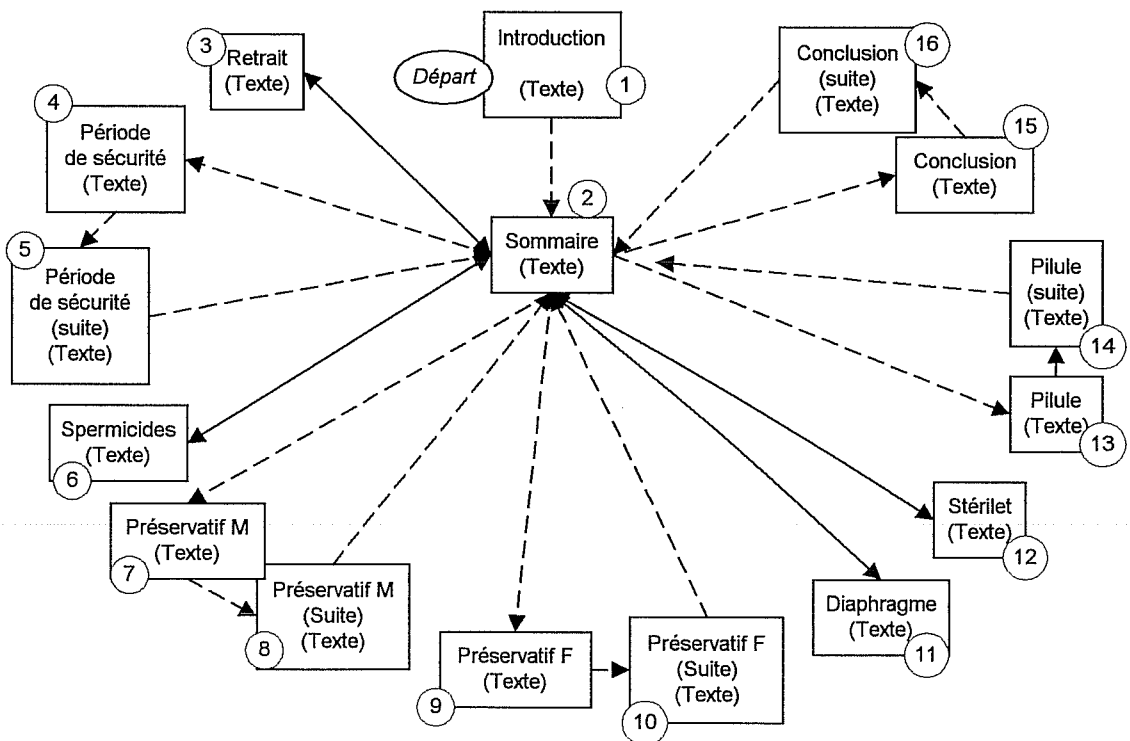 Départ
Introduction
(Texte)
1
2
Sommaire
(Texte)
3
Retrait
(Texte)
4
Période
de sécurité
(Texte)
5
Période
de sécurité
(suite)
(Texte)
Spermicides
(Texte)
6
Préservatif M
(Texte)
7
Préservatif M
(Suite)
(Texte)
8
Préservatif F
(Texte)
9
Préservatif F
(Suite)
(Texte)
10
Diaphragme
(Texte)
11
Stérilet
(Texte)
12
Pilule
(Texte)
13
Pilule
(suite)
(Texte)
14
15
Conclusion
(Texte)
16
Conclusion
(suite)
(Texte)